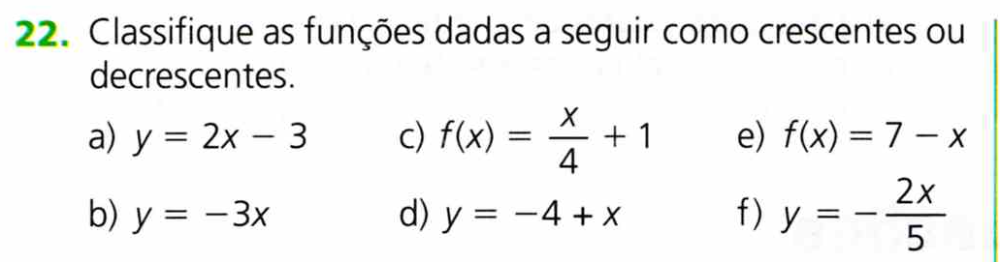 22. Classifique as funções dadas a seguir como crescentes ou
decrescentes.
a) y = 2x − 3
b) y = −3x
c) f(x) = x/4 + 1
d) y = −4 + x
e) f(x) = 7 − x
f) y = −2x/5